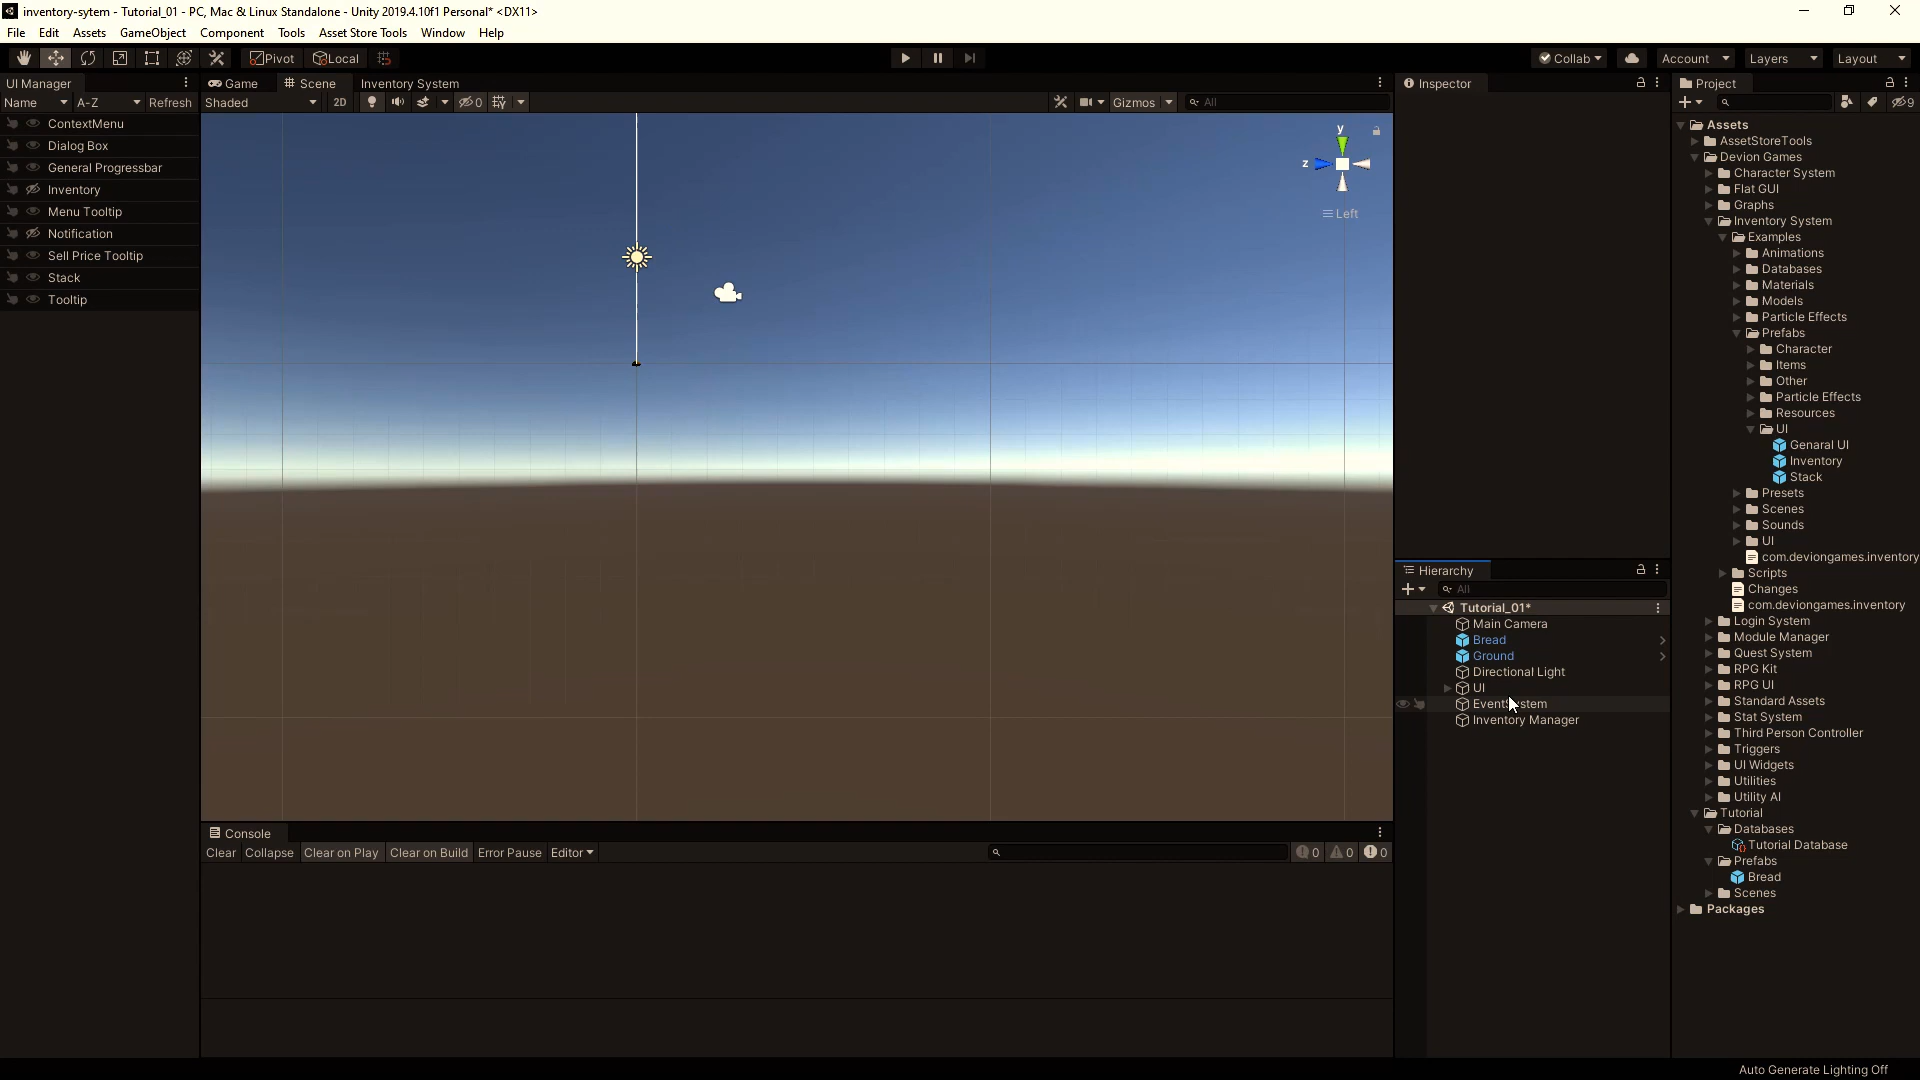 inventory-sytem - Tutorial_01 - PC, Mac & Linux Standalone - Unity 2019.4.10f1 Personal* <DX11>
File Edit Assets GameObject Component Tools Asset Store Tools Window Help
Pivot Local Collab Account Layers Layout
UI Manager
Name A-Z Refresh
ContextMenu
Dialog Box
General Progressbar
Inventory
Menu Tooltip
Notification
Sell Price Tooltip
Stack
Tooltip
Game Scene Inventory System
Shaded 2D 0 Gizmos All
y
z
Left
Console
Clear Collapse Clear on Play Clear on Build Error Pause Editor 0 0 0
Inspector
Hierarchy
All
Tutorial_01*
Main Camera
Bread
Ground
Directional Light
UI
EventSystem
Inventory Manager
Project
9
Assets
AssetStoreTools
Devion Games
Character System
Flat GUI
Graphs
Inventory System
Examples
Animations
Databases
Materials
Models
Particle Effects
Prefabs
Character
Items
Other
Particle Effects
Resources
UI
Genaral UI
Inventory
Stack
Presets
Scenes
Sounds
UI
com.deviongames.inventory
Scripts
Changes
com.deviongames.inventory
Login System
Module Manager
Quest System
RPG Kit
RPG UI
Standard Assets
Stat System
Third Person Controller
Triggers
UI Widgets
Utilities
Utility AI
Tutorial
Databases
Tutorial Database
Prefabs
Bread
Scenes
Packages
Auto Generate Lighting Off